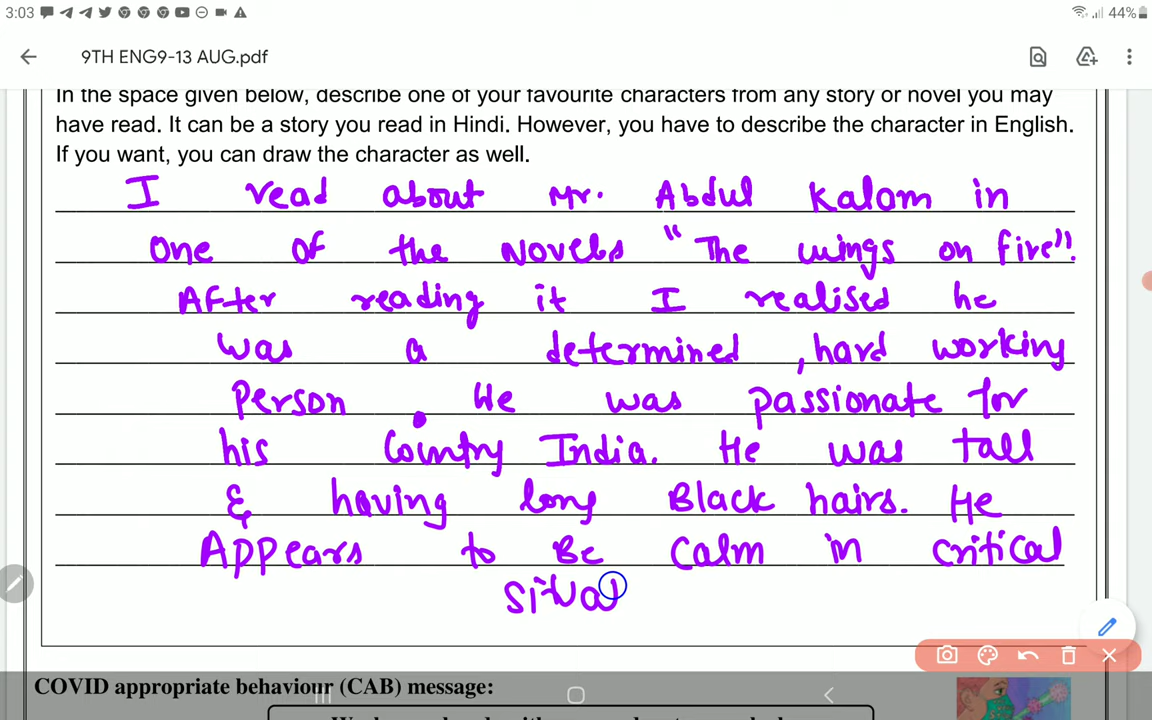 3:03
44%
9TH ENG9-13 AUG.pdf
In the space given below, describe one of your favourite characters from any story or novel you may
have read. It can be a story you read in Hindi. However, you have to describe the character in English.
If you want, you can draw the character as well.
I read about Mr. Abdul Kalam in
One of the Novels "The wings on fire".
After reading it I realised he
was a determined, hard working
Person. He was passionate for
his Country India. He was tall
& having long Black hairs. He
Appears to Be Calm in critical
situa
COVID appropriate behaviour (CAB) message: